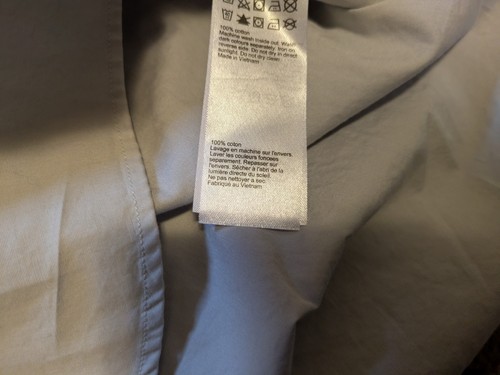 100% cotton
Machine wash inside out. Wash
dark colours separately. Iron on
reverse side. Do not dry in direct
sunlight. Do not dry clean.
Made in Vietnam
100% coton
Lavage en machine sur l'envers.
Laver les couleurs foncées
séparément. Repasser sur
l'envers. Sécher à l'abri de la
lumière directe du soleil.
Ne pas nettoyer à sec.
Fabriqué au Vietnam